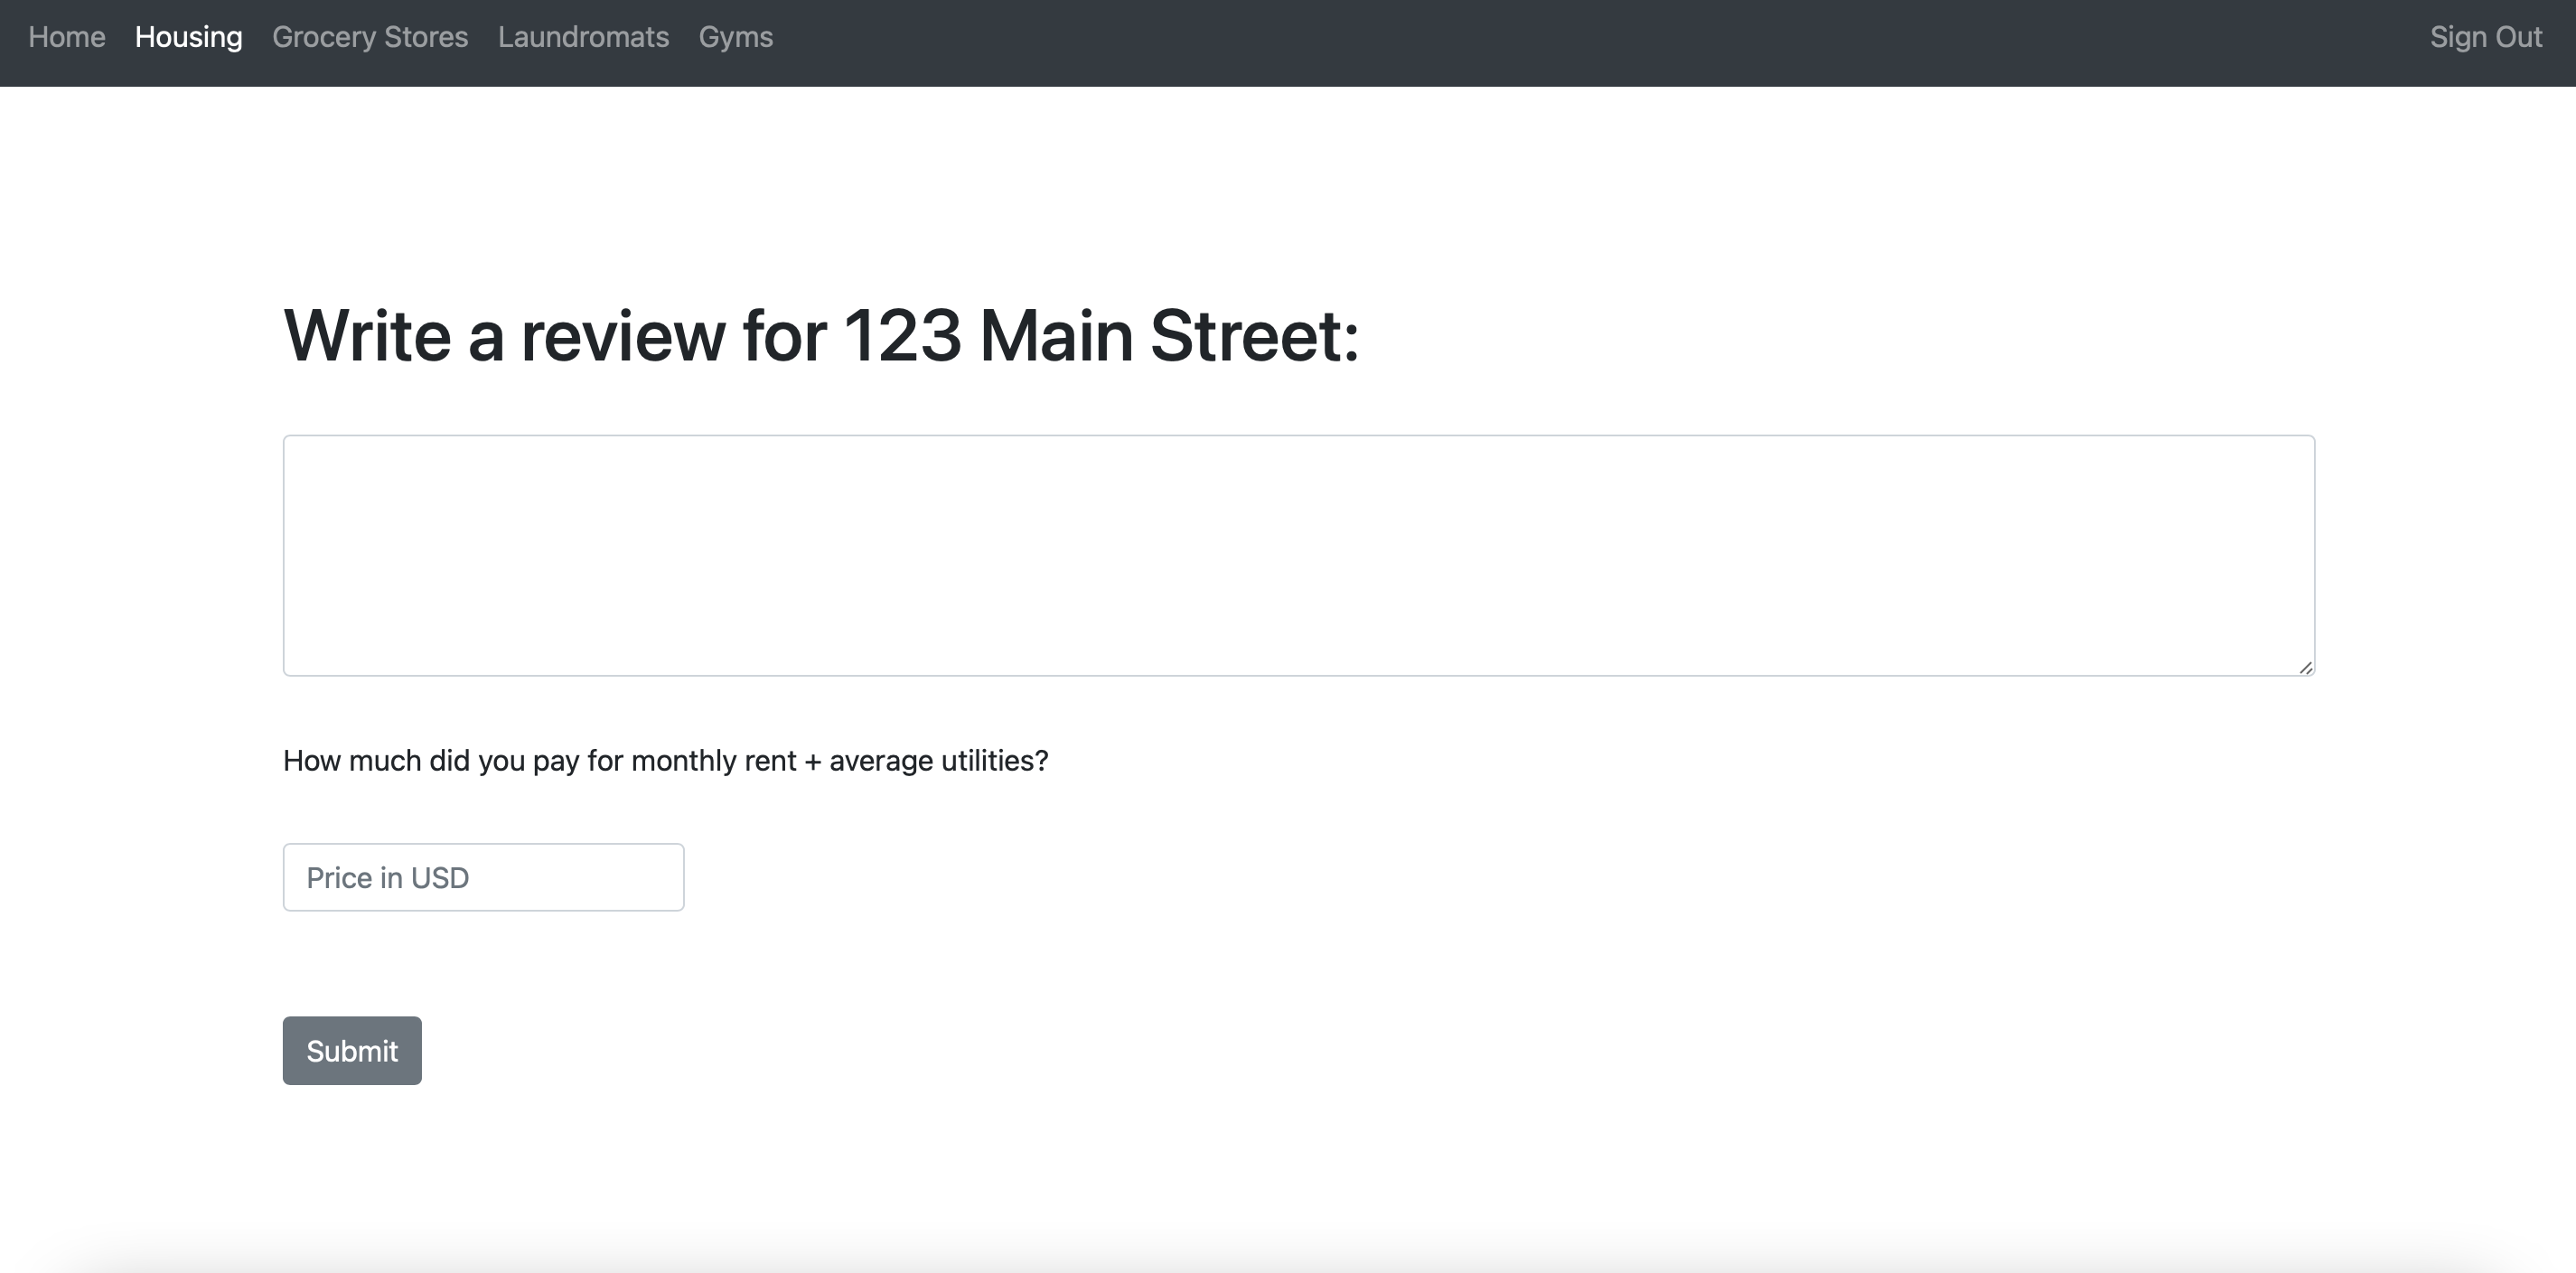 Home Housing Grocery Stores Laundromats Gyms Sign Out
Write a review for 123 Main Street:
How much did you pay for monthly rent + average utilities?
Price in USD
Submit